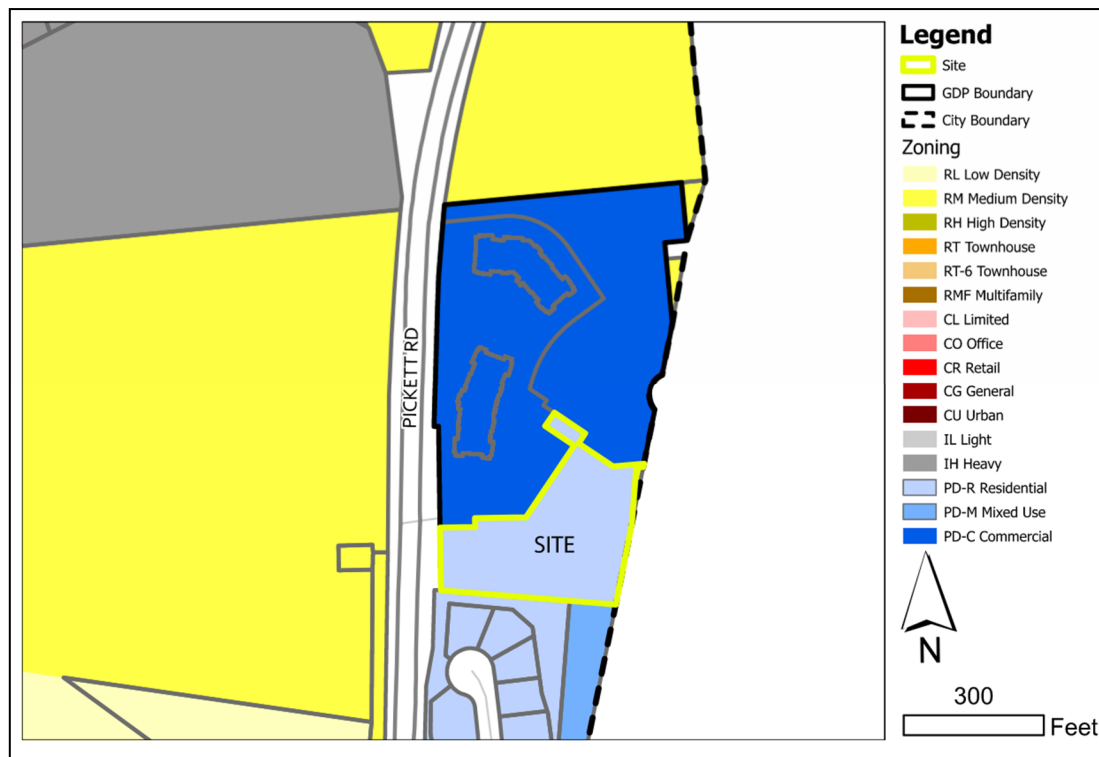 PICKETT RD
SITE
Legend
Site
GDP Boundary
City Boundary
Zoning
RL Low Density
RM Medium Density
RH High Density
RT Townhouse
RT-6 Townhouse
RMF Multifamily
CL Limited
CO Office
CR Retail
CG General
CU Urban
IL Light
IH Heavy
PD-R Residential
PD-M Mixed Use
PD-C Commercial
N
300
Feet